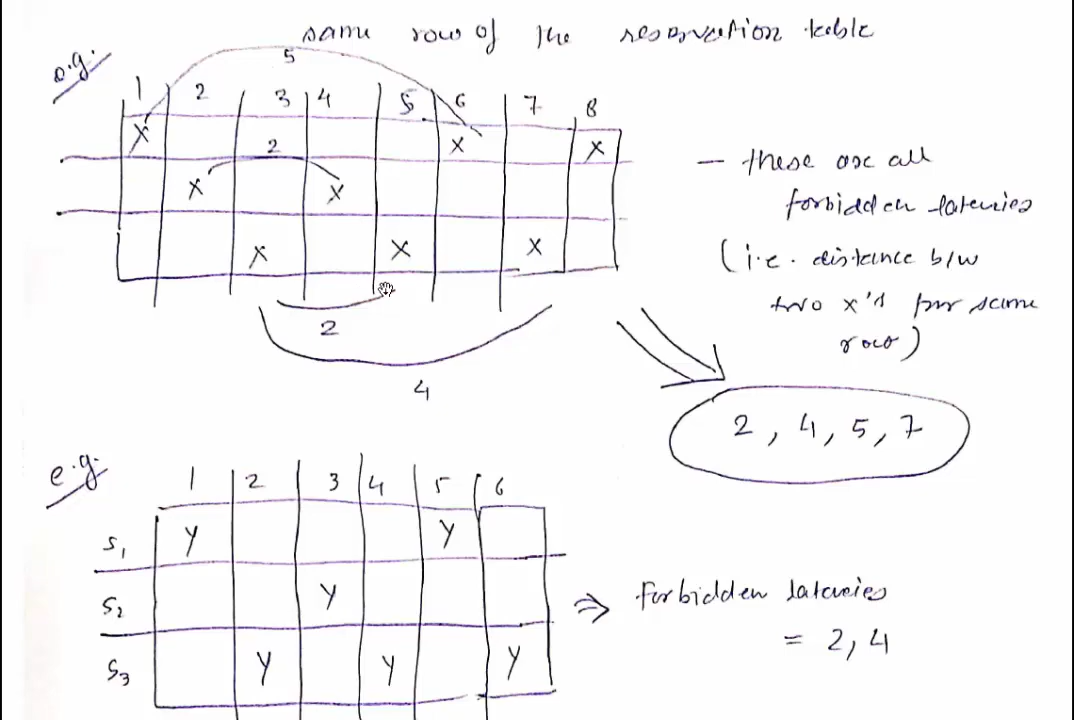 same row of the reservation table
e.g.
5
1 2 3 4 5 6 7 8
X X X
2
X X
X X X
2
4
– these are all
forbidden latencies
(i.e. distance b/w
two x's for same
row)
2, 4, 5, 7
e.g.
1 2 3 4 5 6
S1 Y Y
S2 Y
S3 Y Y Y
⇒ forbidden latencies
= 2, 4